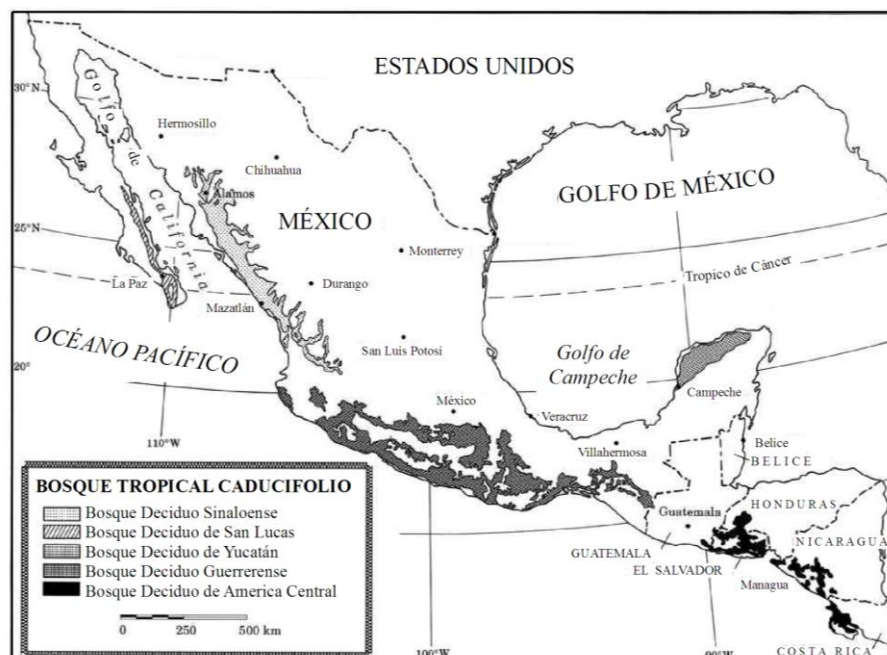 ESTADOS UNIDOS
30°N
Golfo de California
Hermosillo
Chihuahua
Alamos
GOLFO DE MÉXICO
MÉXICO
25°N
Monterrey
Tropico de Cáncer
La Paz
Durango
Mazatlán
OCÉANO PACÍFICO
San Luis Potosi
Golfo de
Campeche
20°
Campeche
México
Veracruz
110°W
Villahermosa
Belice
BELICE
BOSQUE TROPICAL CADUCIFOLIO
Bosque Deciduo Sinaloense
Bosque Deciduo de San Lucas
Bosque Deciduo de Yucatán
Bosque Deciduo Guerrerense
Bosque Deciduo de America Central
0 250 500 km
Guatemala
HONDURAS
NICARAGUA
GUATEMALA
EL SALVADOR
Managua
100°W
90°W
COSTA RICA